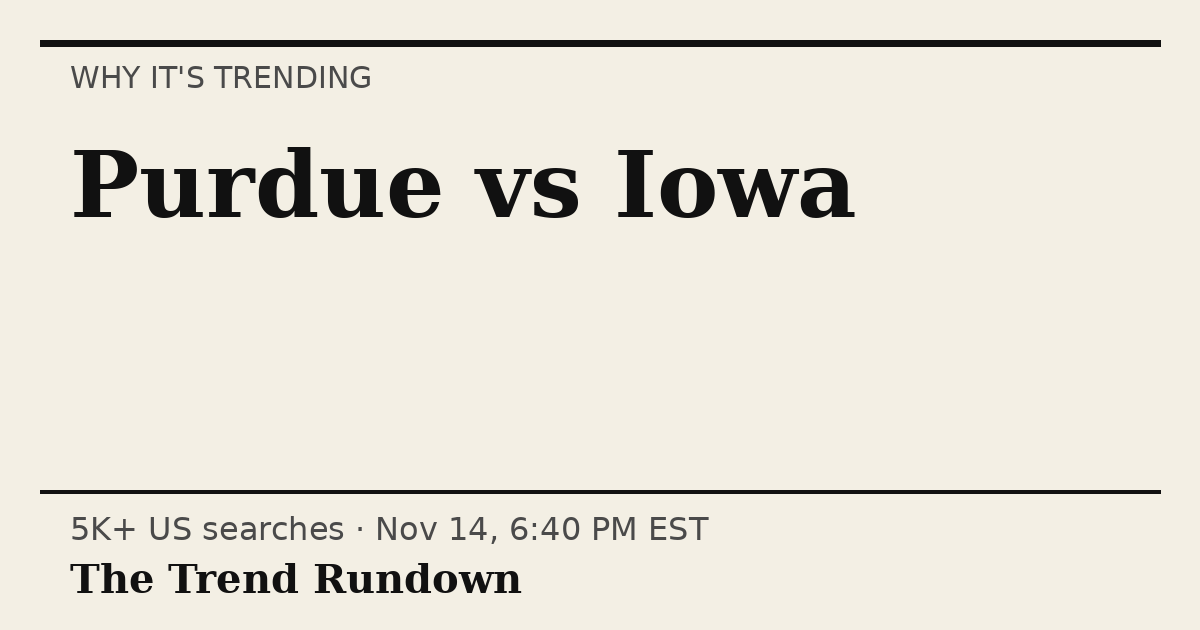 WHY IT'S TRENDING
Purdue vs Iowa
5K+ US searches · Nov 14, 6:40 PM EST
The Trend Rundown